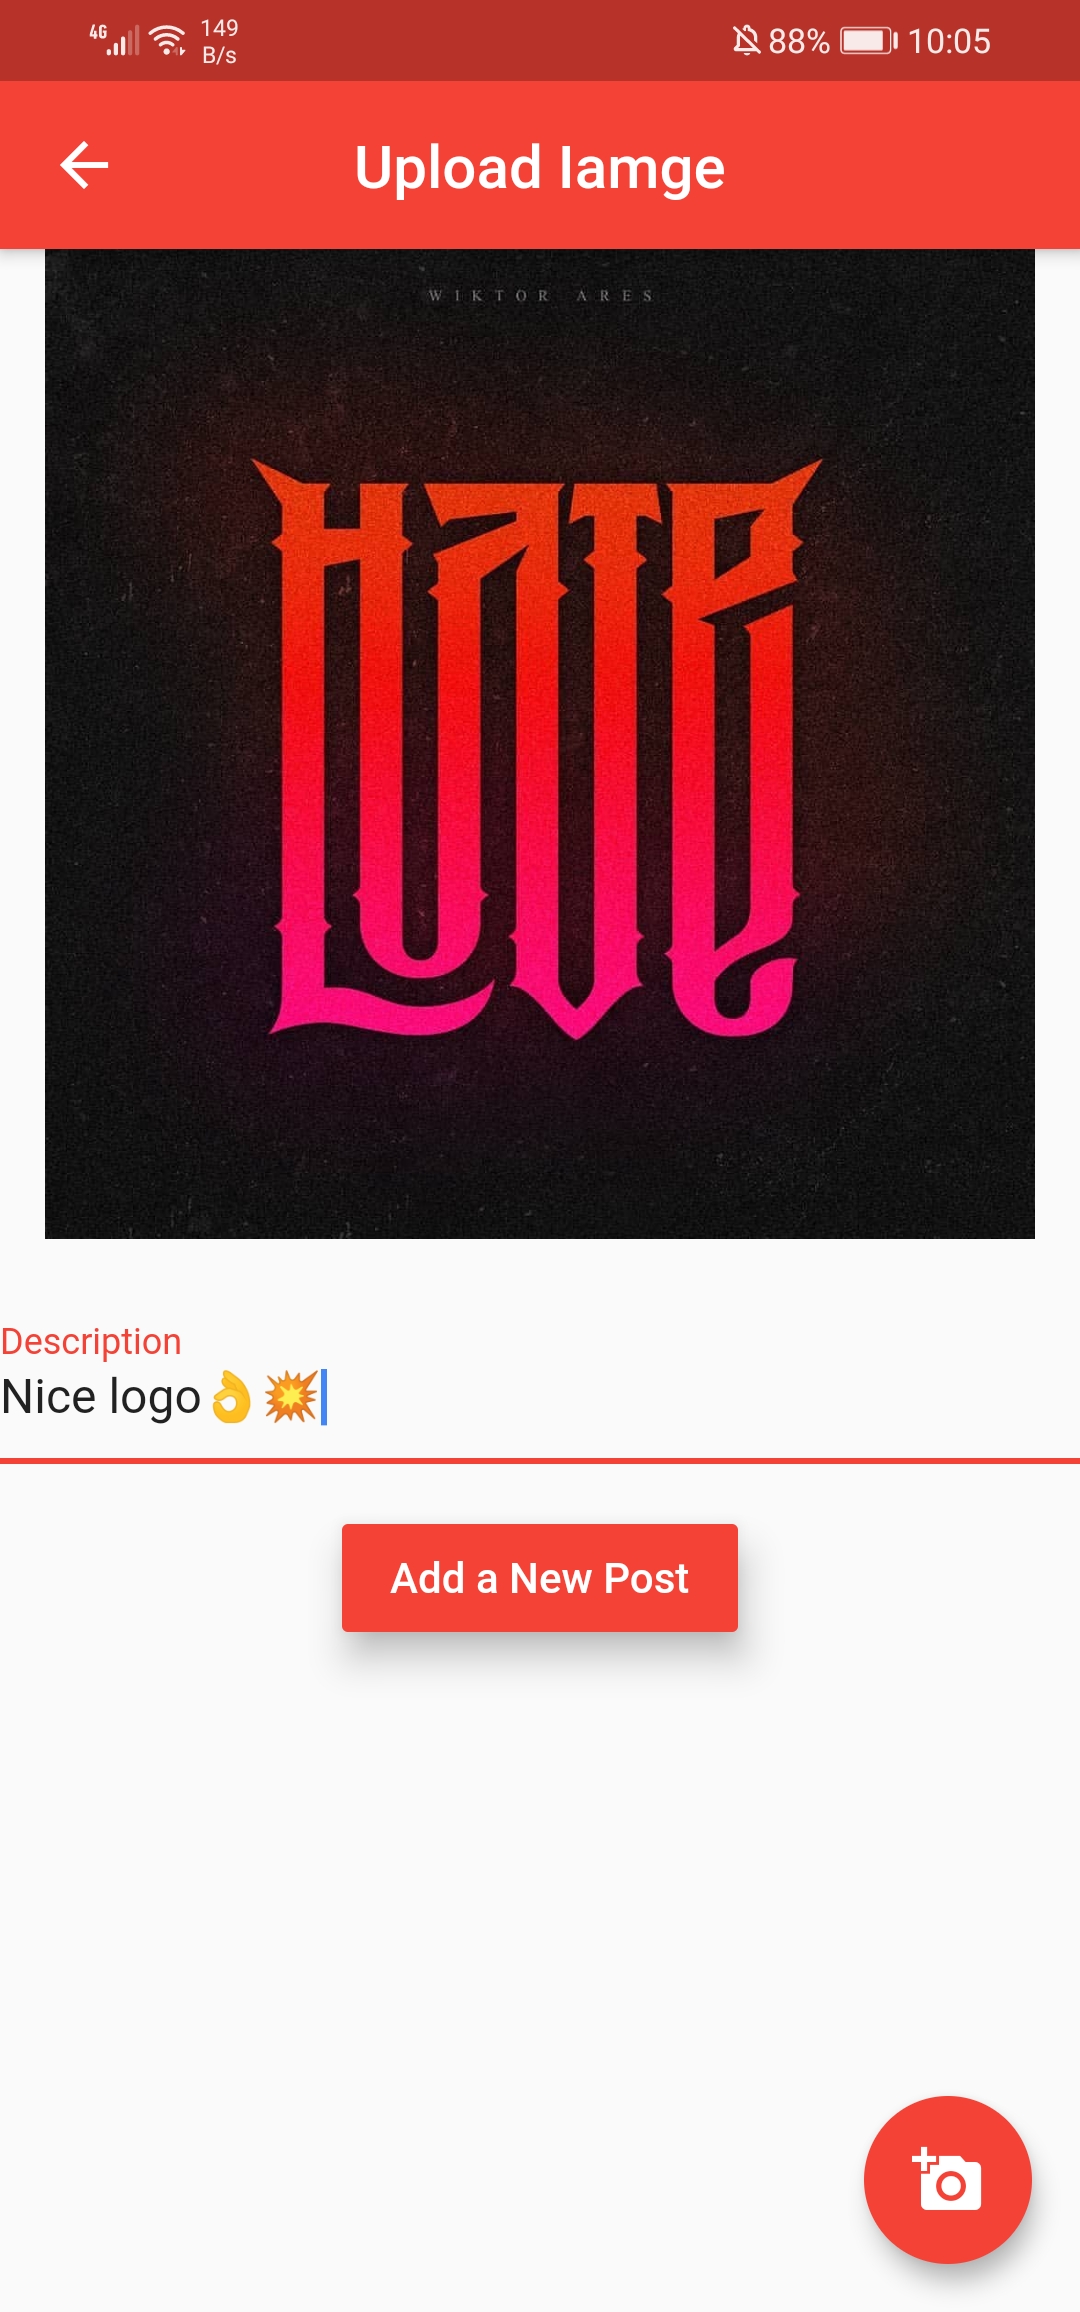 4G 149 B/s 88% 10:05
Upload Iamge
WIKTOR ARES
Hate
Love
Description
Nice logo👌💥
Add a New Post